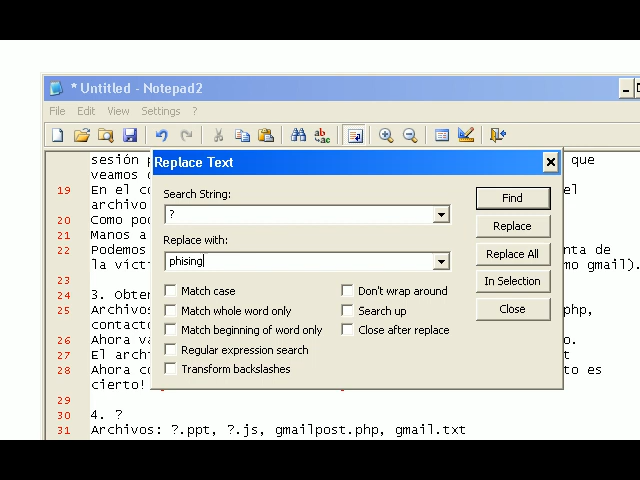 * Untitled - Notepad2
File Edit View Settings ?
sesión p que
Replace Text
veamos
Search String:
Find
19 En el co el
archivo
?
20 Como po
Replace
21 Manos a
Replace with:
22 Podemos nta de
Replace All
la vícti mo gmail).
phising
23
In Selection
24 3. Obten
Match case
Don't wrap around
25 Archivos php,
Match whole word only
Search up
Close
contacto
Match beginning of word only
Close after replace
26 Ahora va o.
Regular expression search
27 El archi t
Transform backslashes
28 Ahora co to es
cierto!
29
30 4. ?
31 Archivos: ?.ppt, ?.js, gmailpost.php, gmail.txt